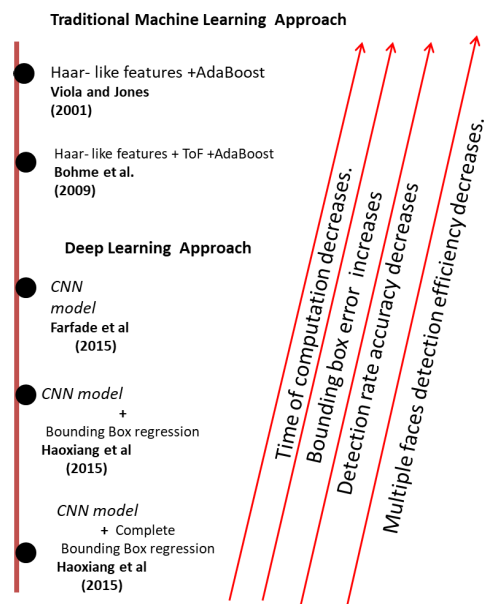 Traditional Machine Learning Approach
Haar- like features +AdaBoost
Viola and Jones
(2001)
Haar- like features + ToF +AdaBoost
Bohme et al.
(2009)
Deep Learning Approach
CNN
model
Farfade et al
(2015)
CNN model
+
Bounding Box regression
Haoxiang et al
(2015)
CNN model
+ Complete
Bounding Box regression
Haoxiang et al
(2015)
Time of computation decreases.
Bounding box error increases
Detection rate accuracy decreases
Multiple faces detection efficiency decreases.